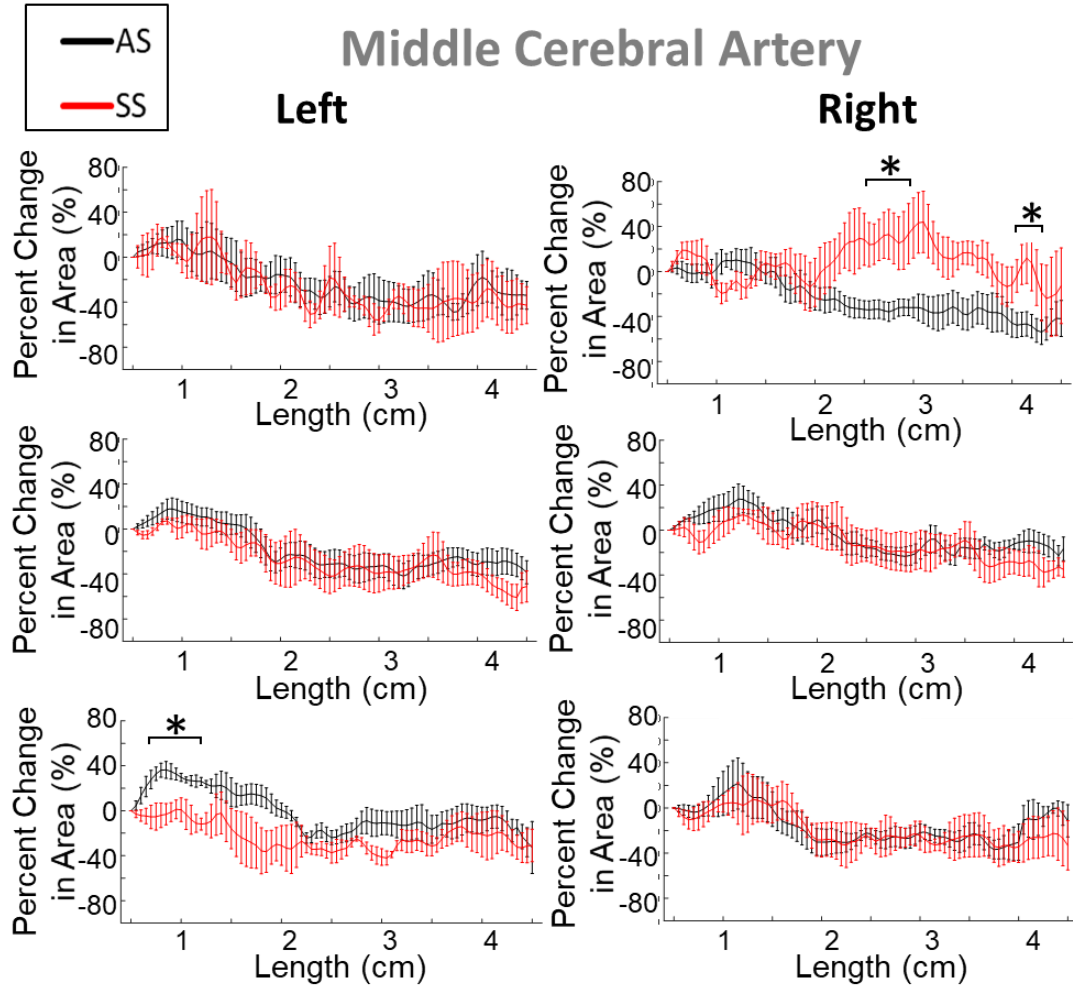 AS
SS
Middle Cerebral Artery
Left
Right
Percent Change
in Area (%)
80
40
0
-40
-80
1 2 3 4
Length (cm)
Percent Change
in Area (%)
80
40
0
-40
-80
* *
1 2 3 4
Length (cm)
Percent Change
in Area (%)
80
40
0
-40
-80
1 2 3 4
Length (cm)
Percent Change
in Area (%)
80
40
0
-40
-80
1 2 3 4
Length (cm)
Percent Change
in Area (%)
80
40
0
-40
-80
*
1 2 3 4
Length (cm)
Percent Change
in Area (%)
80
40
0
-40
-80
1 2 3 4
Length (cm)